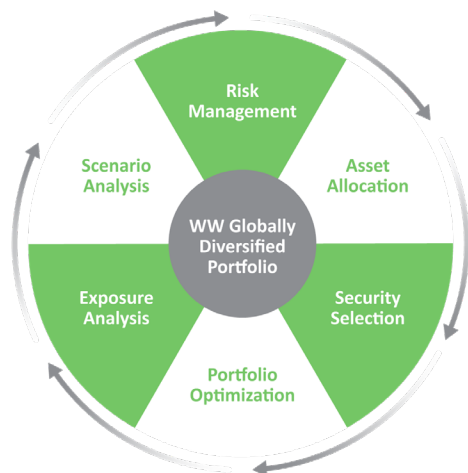 Risk
Management
Asset
Allocation
Security
Selection
Portfolio
Optimization
Exposure
Analysis
Scenario
Analysis
WW Globally
Diversified
Portfolio